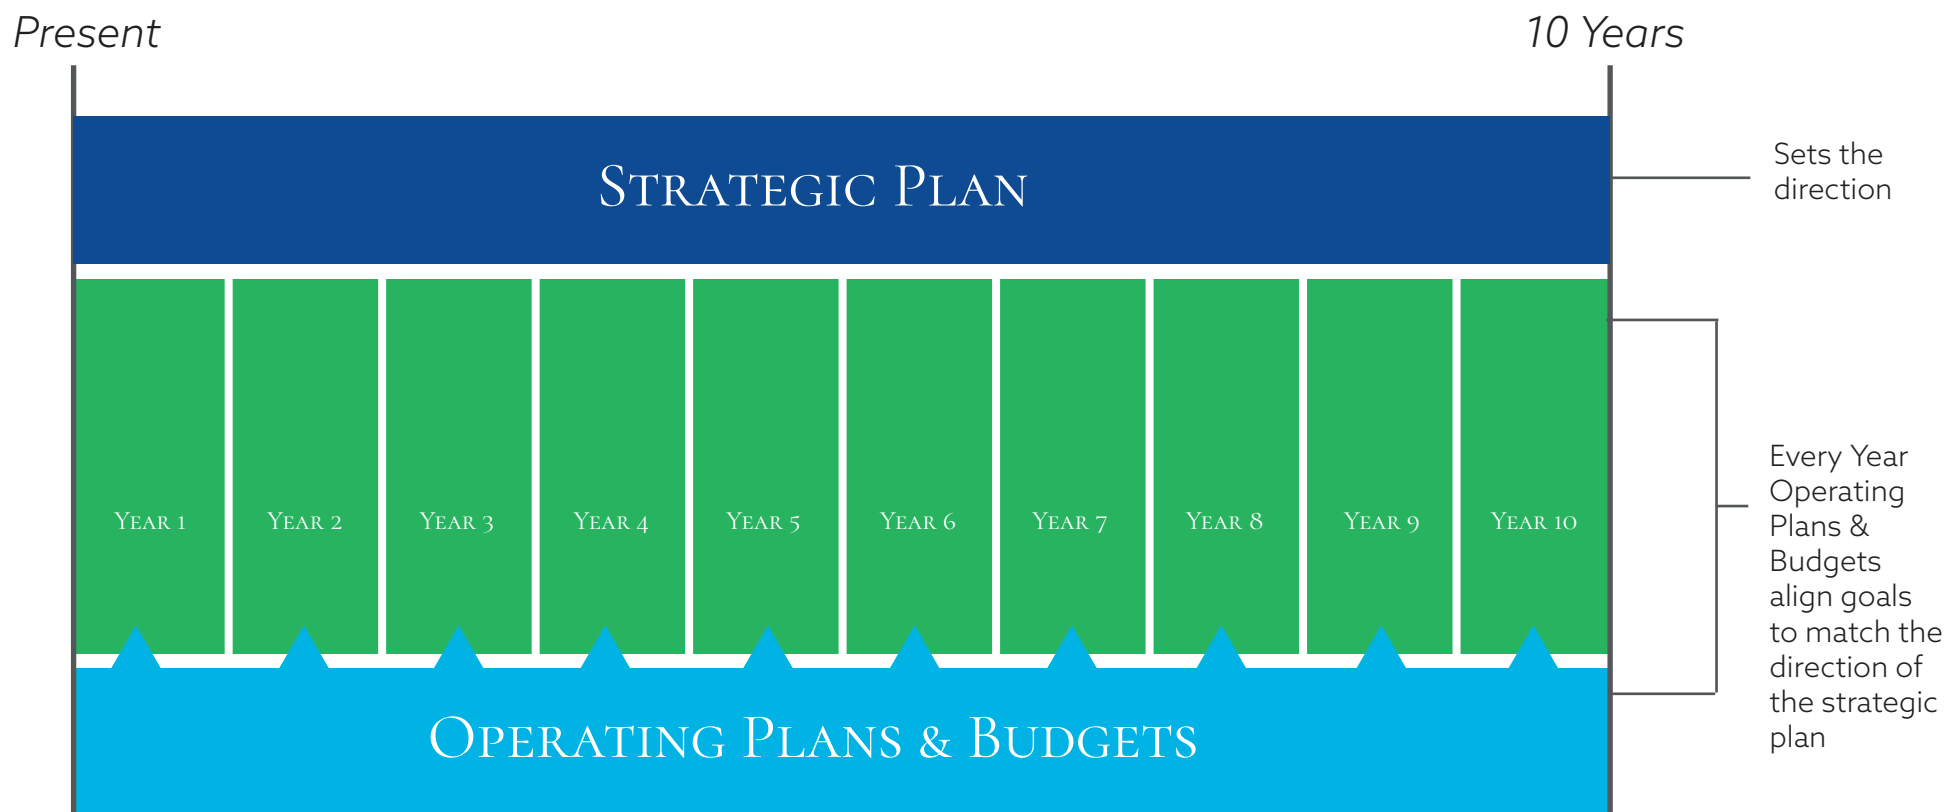 Present
10 Years
Strategic Plan
Sets the
direction
Year 1
Year 2
Year 3
Year 4
Year 5
Year 6
Year 7
Year 8
Year 9
Year 10
Every Year
Operating
Plans &
Budgets
align goals
to match the
direction of
the strategic
plan
Operating Plans & Budgets